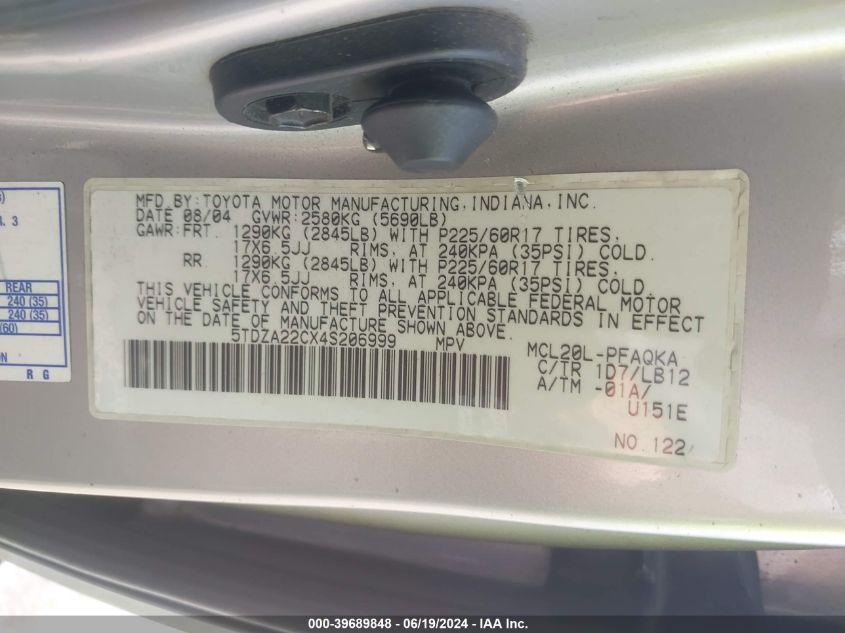 MFD.BY:TOYOTA MOTOR MANUFACTURING,INDIANA,INC.
DATE 08/04 GVWR:2580KG (5690LB)
GAWR:FRT 1290KG (2845LB) WITH P225/60R17 TIRES,
17X6.5JJ RIMS, AT 240KPA (35PSI) COLD.
RR 1290KG (2845LB) WITH P225/60R17 TIRES,
17X6.5JJ RIMS, AT 240KPA (35PSI) COLD.
THIS VEHICLE CONFORMS TO ALL APPLICABLE FEDERAL MOTOR
VEHICLE SAFETY AND THEFT PREVENTION STANDARDS IN EFFECT
ON THE DATE OF MANUFACTURE SHOWN ABOVE.
5TDZA22CX4S206999 MPV
MCL20L-PFAQKA
C/TR 1D7/LB12
A/TM -01A/
U151E
NO.122
REAR
240 (35)
240 (35)
(60)
R G
000-39689848 - 06/19/2024 - IAA Inc.